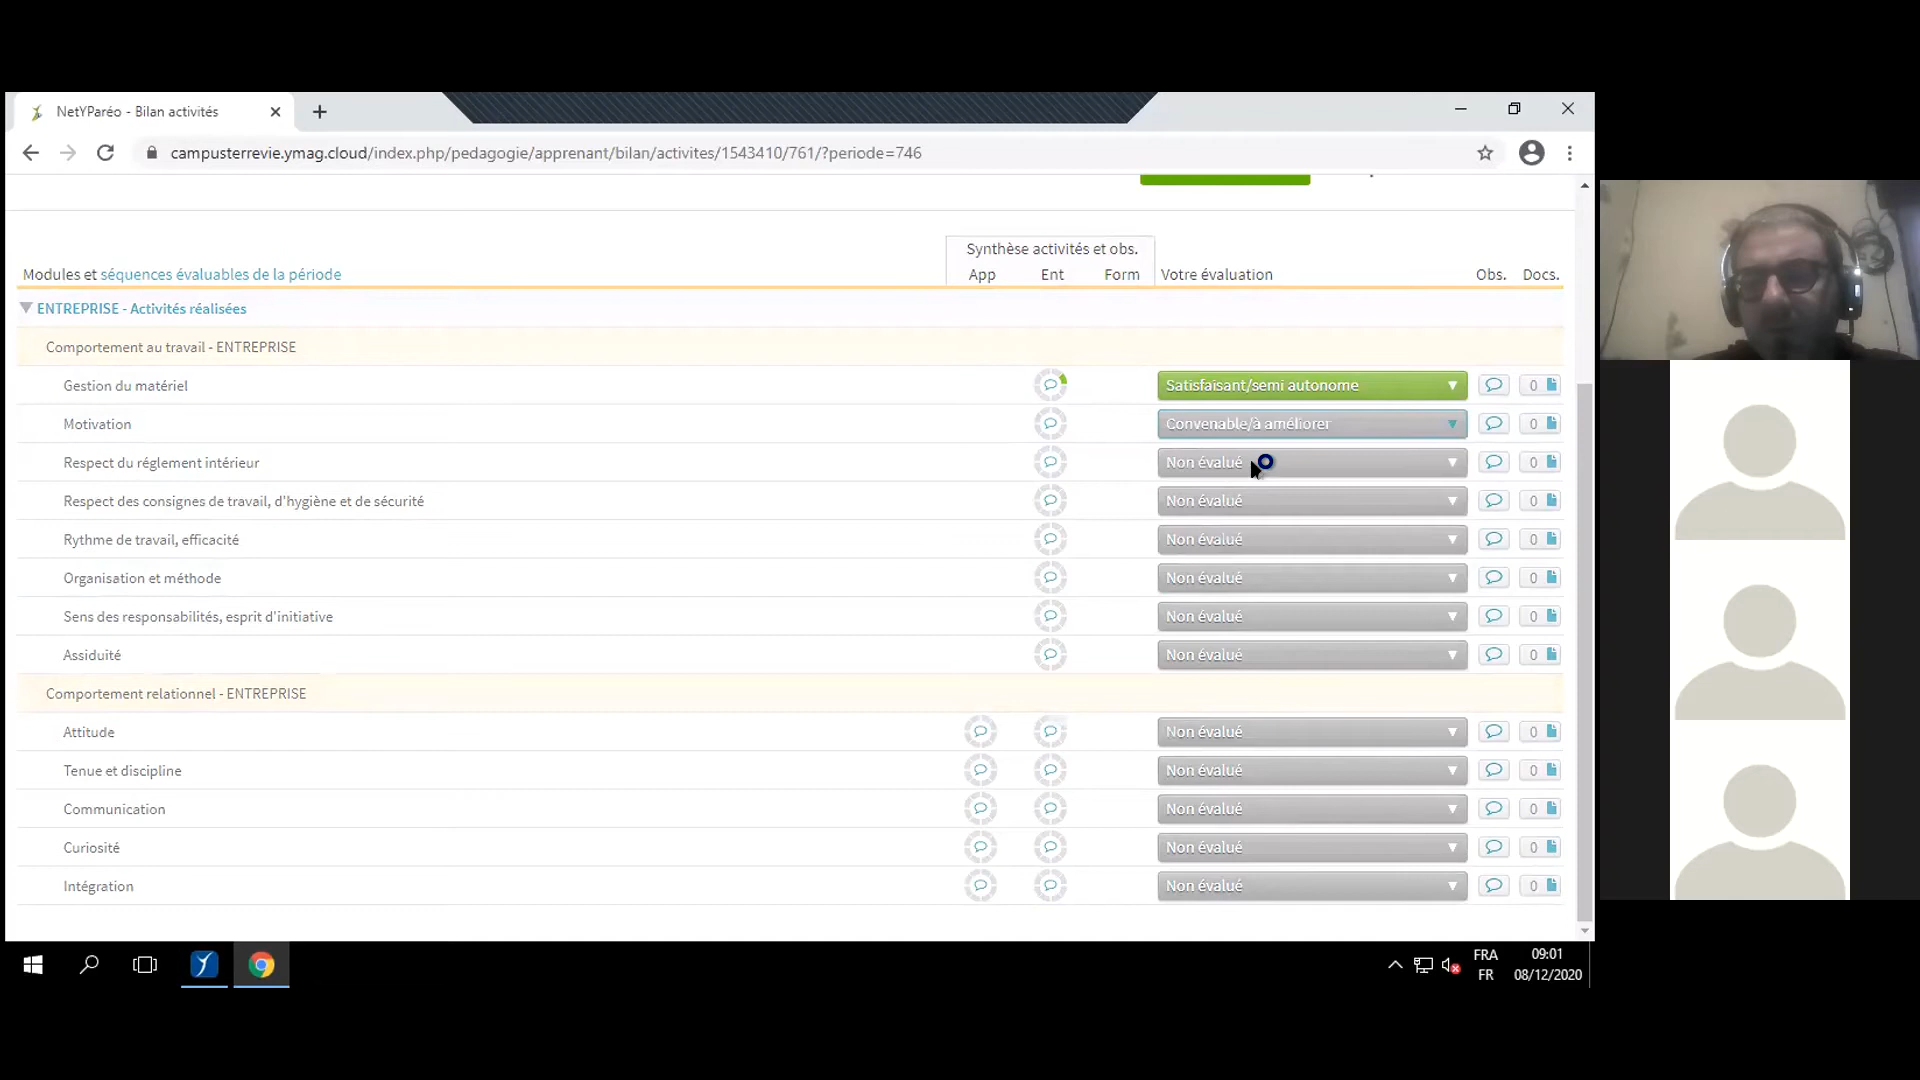 NetYParéo - Bilan activités
campusterrevie.ymag.cloud/index.php/pedagogie/apprenant/bilan/activites/1543410/761/?periode=746
Synthèse activités et obs.
Modules et séquences évaluables de la période App Ent Form Votre évaluation Obs. Docs.
ENTREPRISE - Activités réalisées
Comportement au travail - ENTREPRISE
Gestion du matériel Satisfaisant/semi autonome 0
Motivation Convenable/à améliorer 0
Respect du réglement intérieur Non évalué 0
Respect des consignes de travail, d'hygiène et de sécurité Non évalué 0
Rythme de travail, efficacité Non évalué 0
Organisation et méthode Non évalué 0
Sens des responsabilités, esprit d'initiative Non évalué 0
Assiduité Non évalué 0
Comportement relationnel - ENTREPRISE
Attitude Non évalué 0
Tenue et discipline Non évalué 0
Communication Non évalué 0
Curiosité Non évalué 0
Intégration Non évalué 0
FRA 09:01
FR 08/12/2020